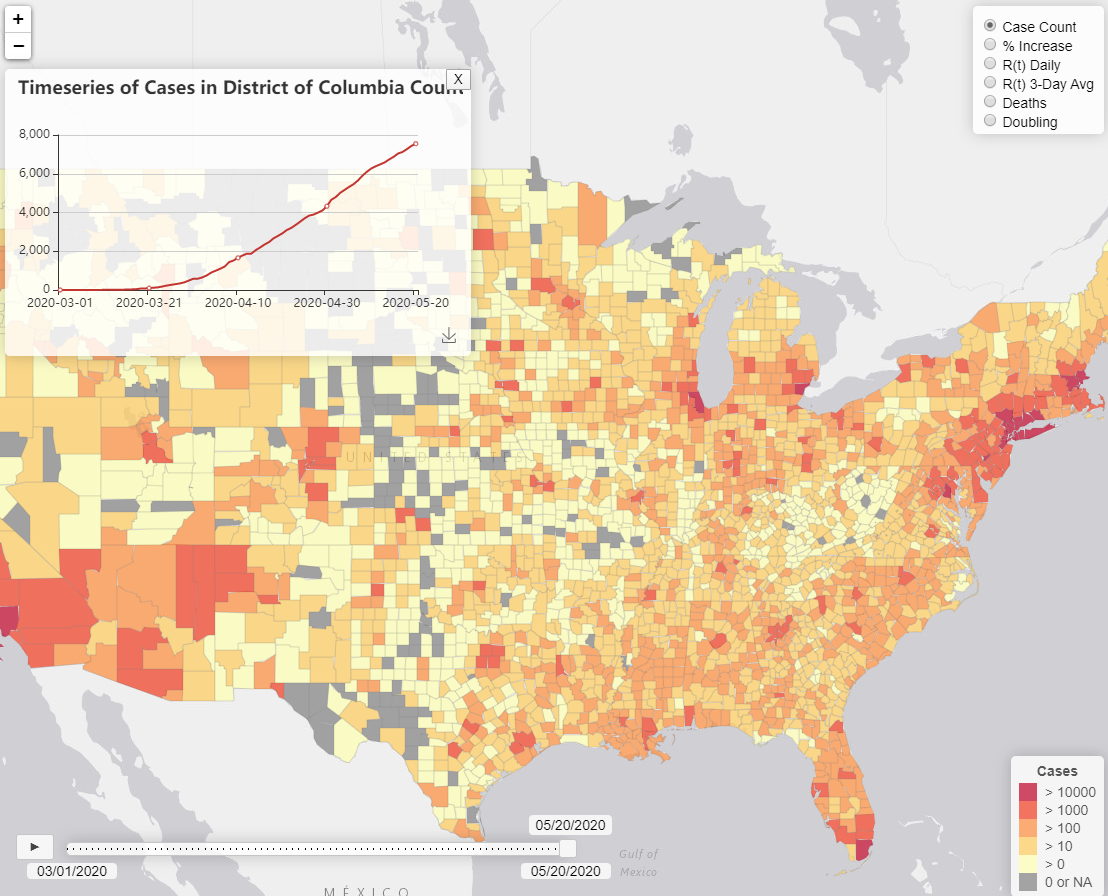 +
−
Timeseries of Cases in District of Columbia Coun
X
8,000
6,000
4,000
2,000
0
2020-03-01
2020-03-21
2020-04-10
2020-04-30
2020-05-20
Case Count
% Increase
R(t) Daily
R(t) 3-Day Avg
Deaths
Doubling
UNITED STATES
Cases
> 10000
> 1000
> 100
> 10
> 0
0 or NA
05/20/2020
03/01/2020
05/20/2020
Gulf of
Mexico
MÉXICO